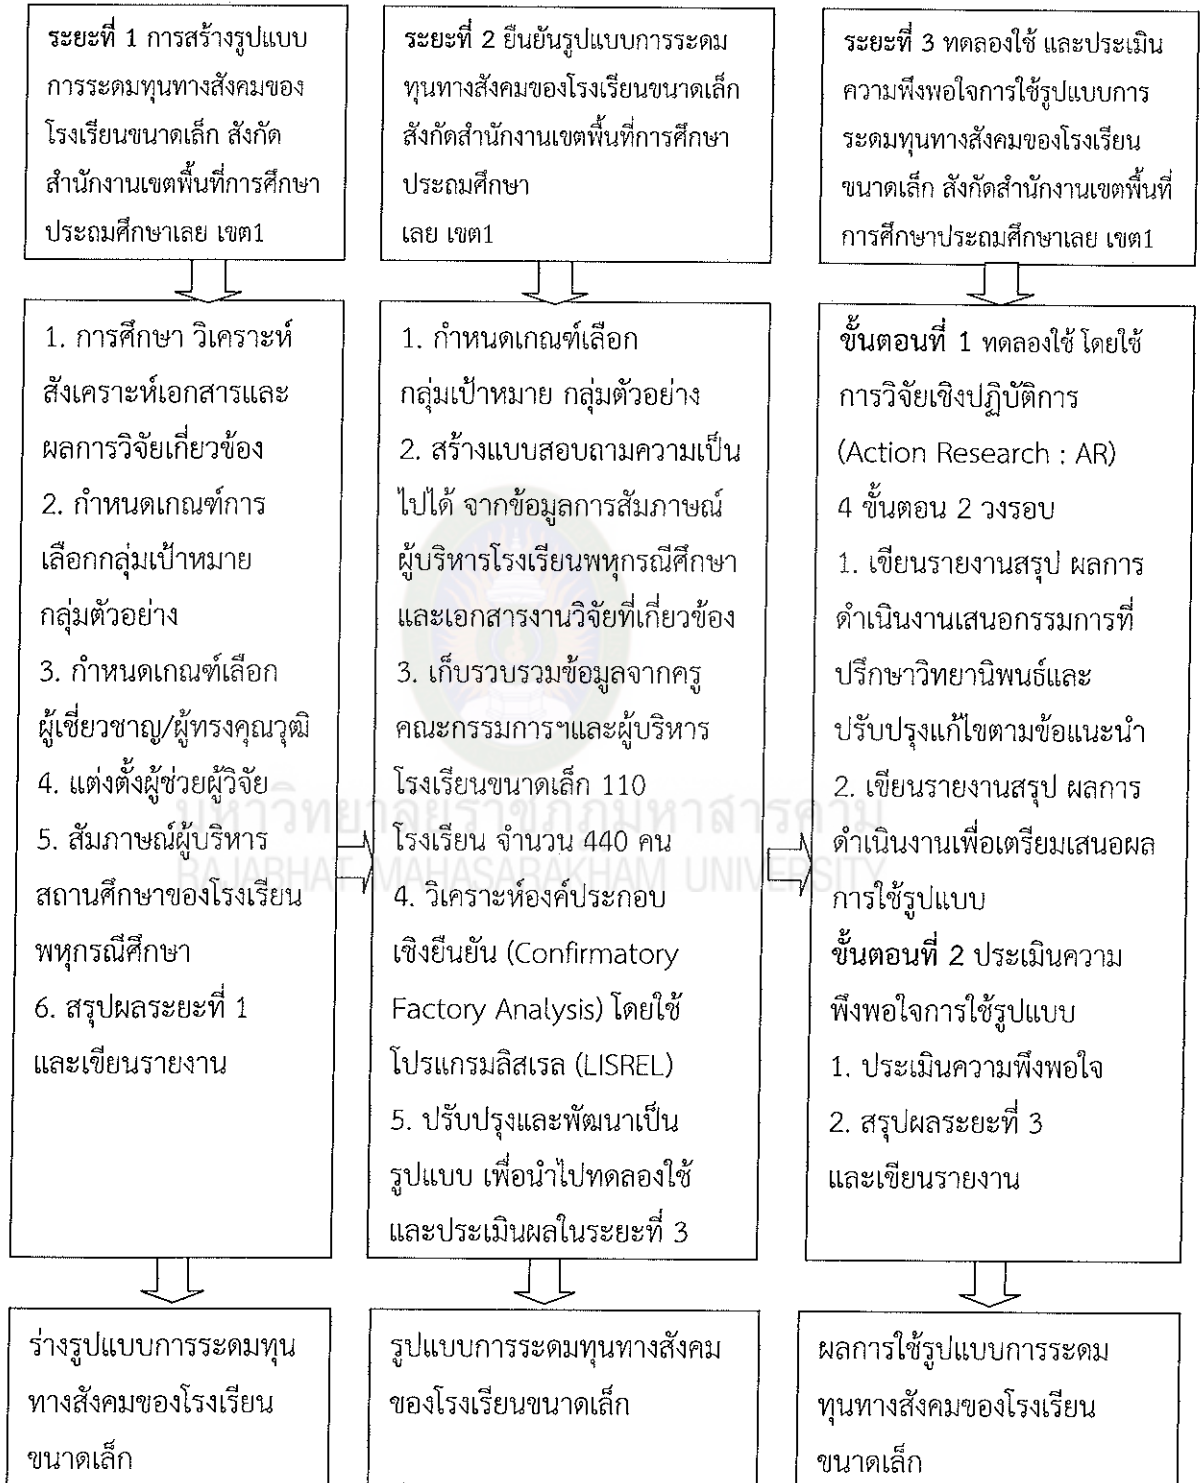 ระยะที่ 1 การสร้างรูปแบบ
การระดมทุนทางสังคมของ
โรงเรียนขนาดเล็ก สังกัด
สำนักงานเขตพื้นที่การศึกษา
ประถมศึกษาเลย เขต1
ระยะที่ 2 ยืนยันรูปแบบการระดม
ทุนทางสังคมของโรงเรียนขนาดเล็ก
สังกัดสำนักงานเขตพื้นที่การศึกษา
ประถมศึกษา
เลย เขต1
ระยะที่ 3 ทดลองใช้ และประเมิน
ความพึงพอใจการใช้รูปแบบการ
ระดมทุนทางสังคมของโรงเรียน
ขนาดเล็ก สังกัดสำนักงานเขตพื้นที่
การศึกษาประถมศึกษาเลย เขต1
1. การศึกษา วิเคราะห์
สังเคราะห์เอกสารและ
ผลการวิจัยเกี่ยวข้อง
2. กำหนดเกณฑ์การ
เลือกกลุ่มเป้าหมาย
กลุ่มตัวอย่าง
3. กำหนดเกณฑ์เลือก
ผู้เชี่ยวชาญ/ผู้ทรงคุณวุฒิ
4. แต่งตั้งผู้ช่วยผู้วิจัย
5. สัมภาษณ์ผู้บริหาร
สถานศึกษาของโรงเรียน
พหุกรณีศึกษา
6. สรุปผลระยะที่ 1
และเขียนรายงาน
1. กำหนดเกณฑ์เลือก
กลุ่มเป้าหมาย กลุ่มตัวอย่าง
2. สร้างแบบสอบถามความเป็น
ไปได้ จากข้อมูลการสัมภาษณ์
ผู้บริหารโรงเรียนพหุกรณีศึกษา
และเอกสารงานวิจัยที่เกี่ยวข้อง
3. เก็บรวบรวมข้อมูลจากครู
คณะกรรมการฯและผู้บริหาร
โรงเรียนขนาดเล็ก 110
โรงเรียน จำนวน 440 คน
4. วิเคราะห์องค์ประกอบ
เชิงยืนยัน (Confirmatory
Factory Analysis) โดยใช้
โปรแกรมลิสเรล (LISREL)
5. ปรับปรุงและพัฒนาเป็น
รูปแบบ เพื่อนำไปทดลองใช้
และประเมินผลในระยะที่ 3
ขั้นตอนที่ 1 ทดลองใช้ โดยใช้
การวิจัยเชิงปฏิบัติการ
(Action Research : AR)
4 ขั้นตอน 2 วงรอบ
1. เขียนรายงานสรุป ผลการ
ดำเนินงานเสนอกรรมการที่
ปรึกษาวิทยานิพนธ์และ
ปรับปรุงแก้ไขตามข้อแนะนำ
2. เขียนรายงานสรุป ผลการ
ดำเนินงานเพื่อเตรียมเสนอผล
การใช้รูปแบบ
ขั้นตอนที่ 2 ประเมินความ
พึงพอใจการใช้รูปแบบ
1. ประเมินความพึงพอใจ
2. สรุปผลระยะที่ 3
และเขียนรายงาน
มหาวิทยาลัยราชภัฏมหาสารคาม
RAJABHAT MAHASARAKHAM UNIVERSITY
ร่างรูปแบบการระดมทุน
ทางสังคมของโรงเรียน
ขนาดเล็ก
รูปแบบการระดมทุนทางสังคม
ของโรงเรียนขนาดเล็ก
ผลการใช้รูปแบบการระดม
ทุนทางสังคมของโรงเรียน
ขนาดเล็ก